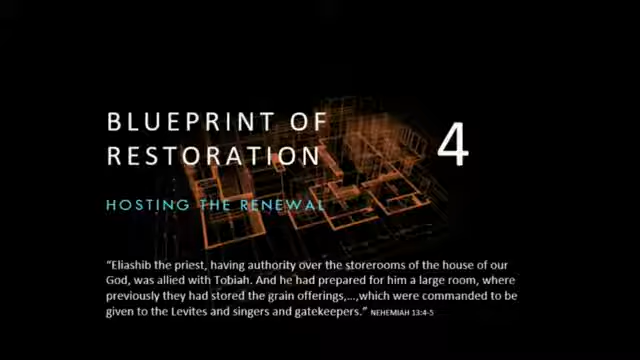 BLUEPRINT OF
RESTORATION
4
HOSTING THE RENEWAL
“Eliashib the priest, having authority over the storerooms of the house of our
God, was allied with Tobiah. And he had prepared for him a large room, where
previously they had stored the grain offerings,…,which were commanded to be
given to the Levites and singers and gatekeepers.” NEHEMIAH 13:4-5